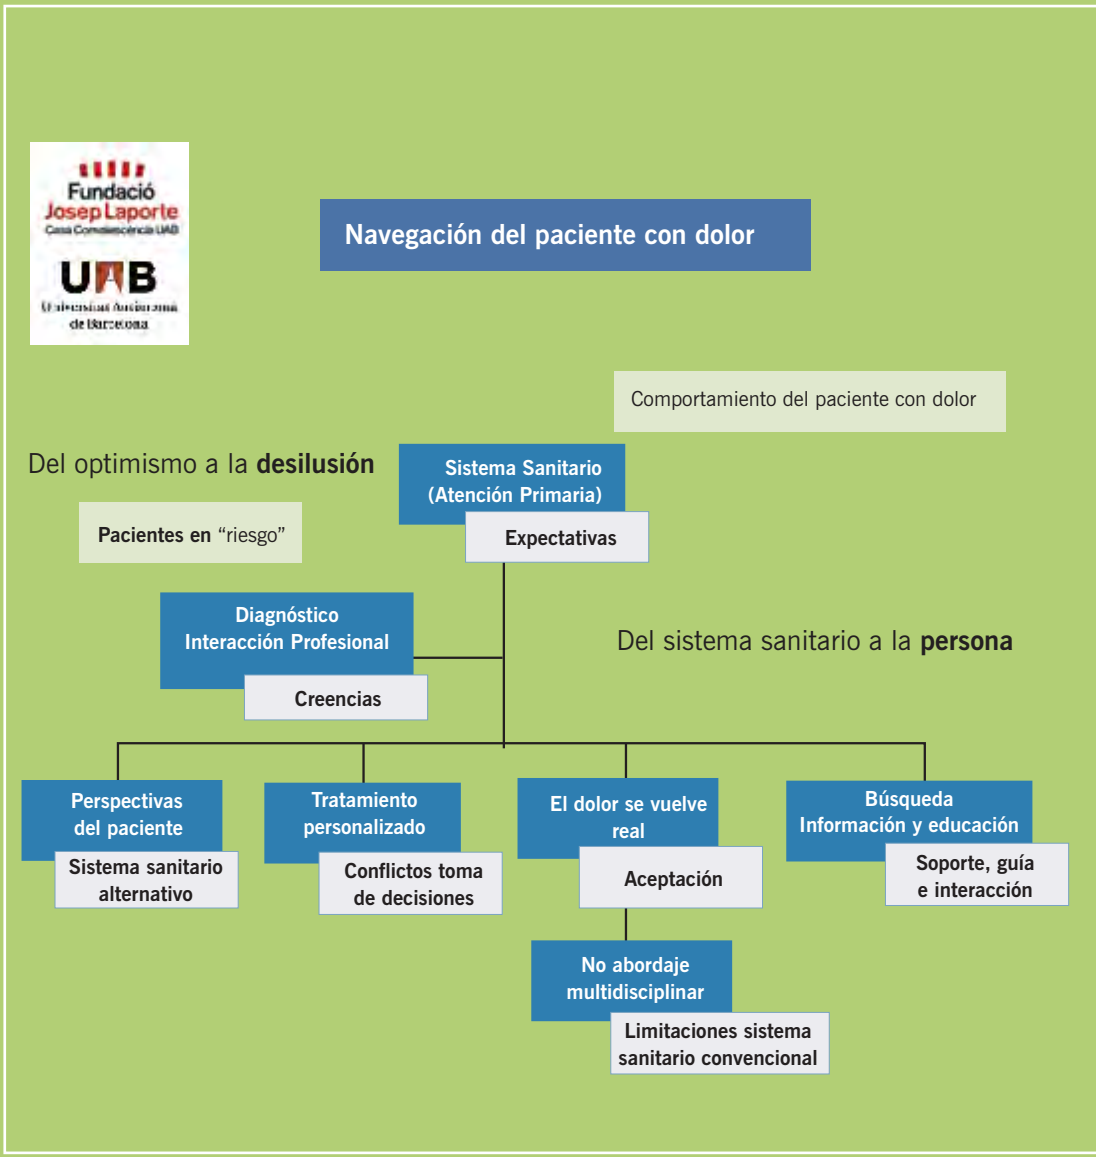 Fundació
Josep Laporte
Casa Convalescència UAB
UAB
Universitat Autònoma
de Barcelona
Navegación del paciente con dolor
Comportamiento del paciente con dolor
Del optimismo a la desilusión
Sistema Sanitario
(Atención Primaria)
Pacientes en “riesgo”
Expectativas
Diagnóstico
Interacción Profesional
Del sistema sanitario a la persona
Creencias
Perspectivas
del paciente
Sistema sanitario
alternativo
Tratamiento
personalizado
Conflictos toma
de decisiones
El dolor se vuelve
real
Aceptación
Búsqueda
Información y educación
Soporte, guía
e interacción
No abordaje
multidisciplinar
Limitaciones sistema
sanitario convencional